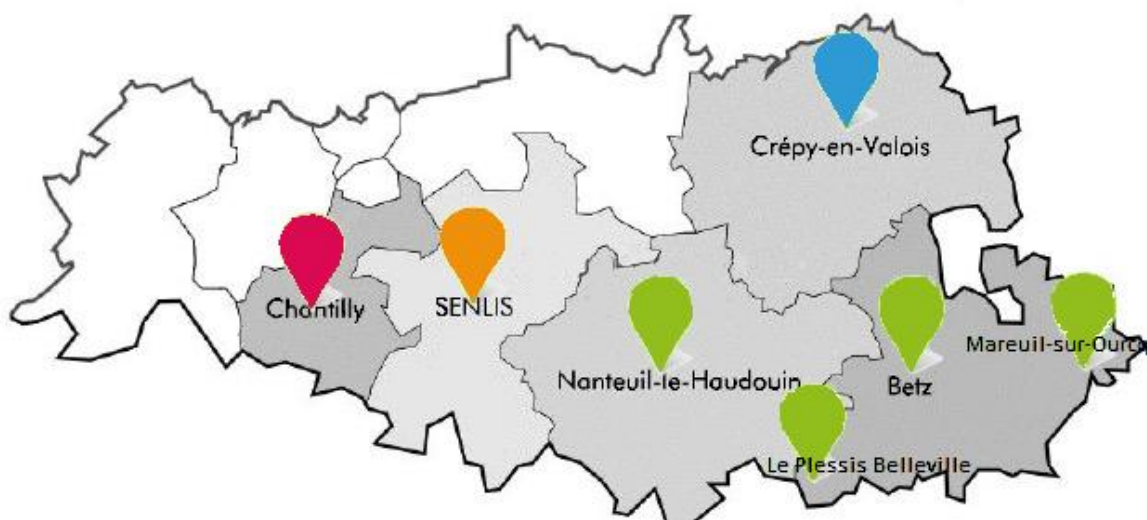 Crépy-en-Valois
Chantilly
SENLIS
Mareuil-sur-Ourc
Nanteuil-le-Haudouin
Betz
Le Plessis Belleville